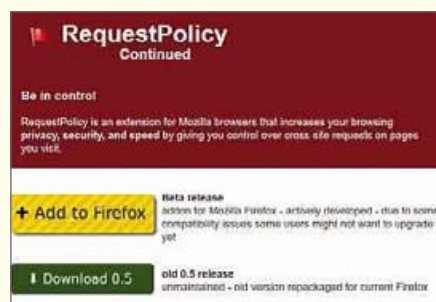 RequestPolicy
Continued
Be in control
RequestPolicy is an extension for Mozilla browsers that increases your browsing
privacy, security, and speed by giving you control over cross site requests on pages
you visit.
+ Add to Firefox
Beta release
addon for Mozilla Firefox - actively developed - due to some
compatibility issues some users might not want to upgrade
yet
⬇ Download 0.5
old 0.5 release
unmaintained - old version repackaged for current Firefox